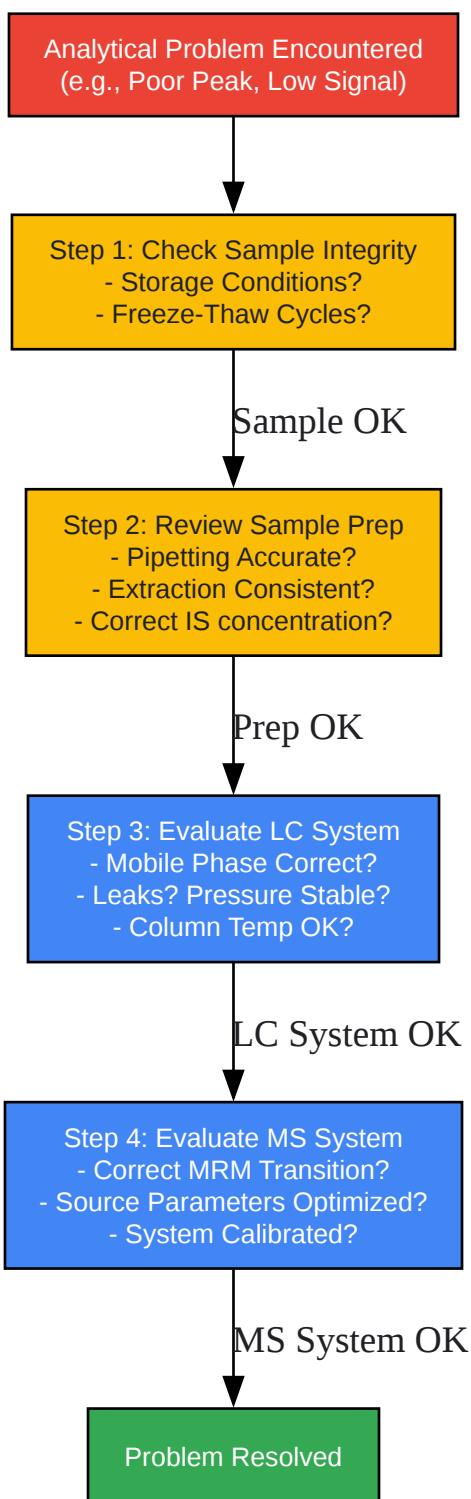 Analytical Problem Encountered
(e.g., Poor Peak, Low Signal)
Step 1: Check Sample Integrity
- Storage Conditions?
- Freeze-Thaw Cycles?
Sample OK
Step 2: Review Sample Prep
- Pipetting Accurate?
- Extraction Consistent?
- Correct IS concentration?
Prep OK
Step 3: Evaluate LC System
- Mobile Phase Correct?
- Leaks? Pressure Stable?
- Column Temp OK?
LC System OK
Step 4: Evaluate MS System
- Correct MRM Transition?
- Source Parameters Optimized?
- System Calibrated?
MS System OK
Problem Resolved